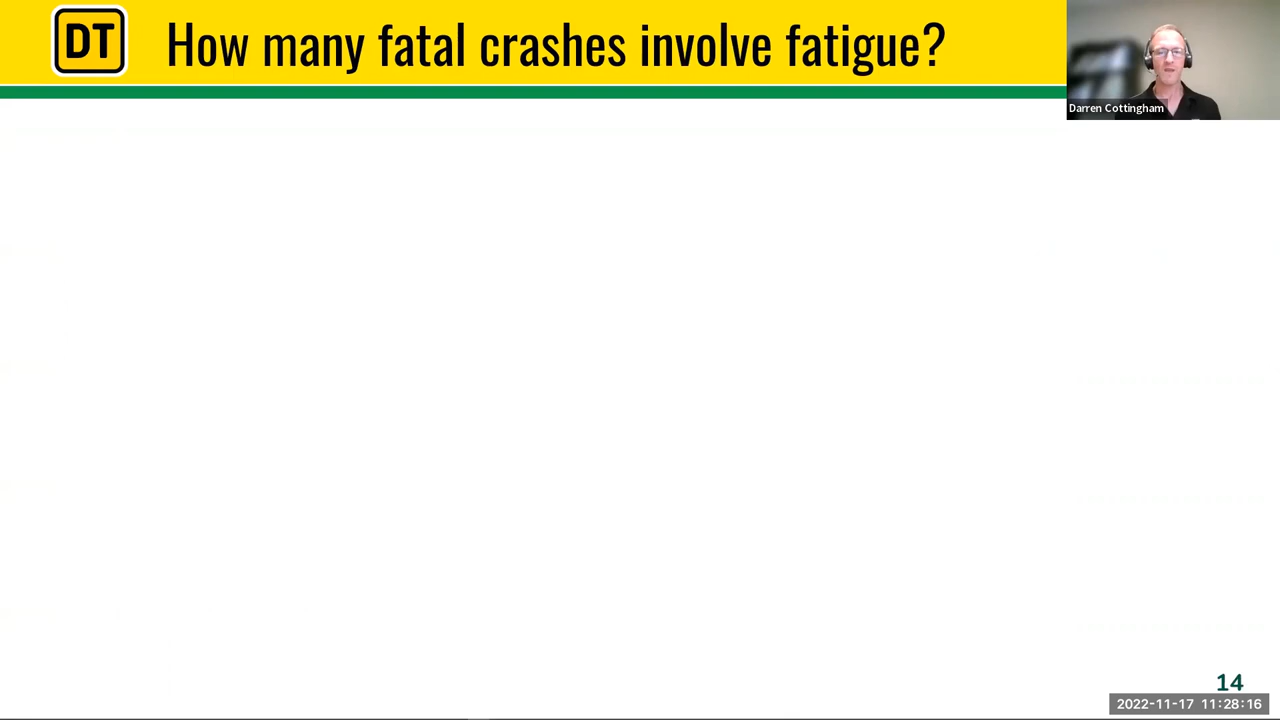 DT
How many fatal crashes involve fatigue?
Darren Cottingham
14
2022-11-17 11:28:16